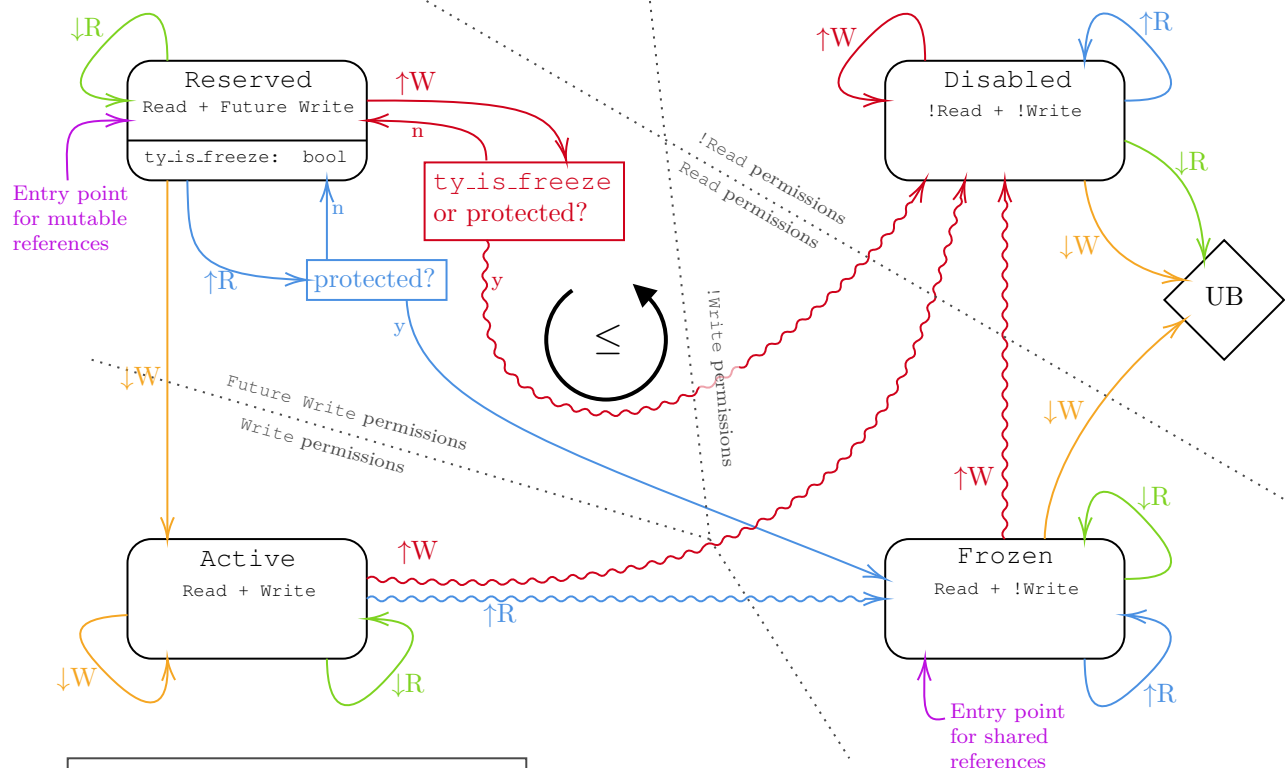 ↓R
Reserved
Read + Future Write
ty_is_freeze: bool
↑W
n
ty_is_freeze
or protected?
y
Entry point
for mutable
references
↑R
n
protected?
y
↓W
≤
Future Write permissions
Write permissions
!Read permissions
Read permissions
!Write permissions
↑W
Disabled
!Read + !Write
↑R
↓R
↓W
UB
↓W
↑W
Active
Read + Write
↑W
↑R
↓W
↓R
Frozen
Read + !Write
↓R
↑R
Entry point
for shared
references